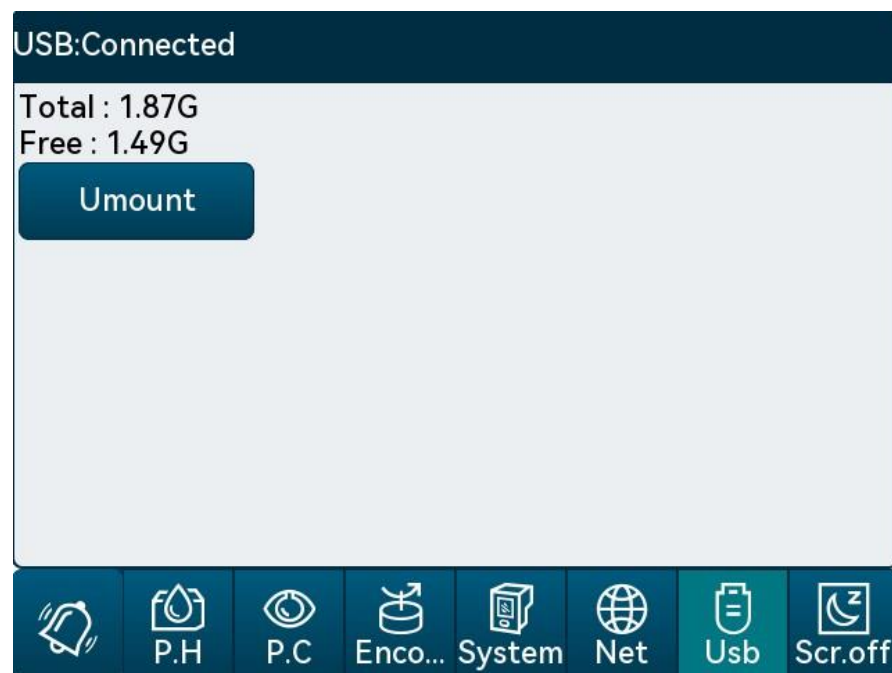 USB:Connected
Total : 1.87G
Free : 1.49G
Umount
P.H
P.C
Enco...
System
Net
Usb
Scr.off